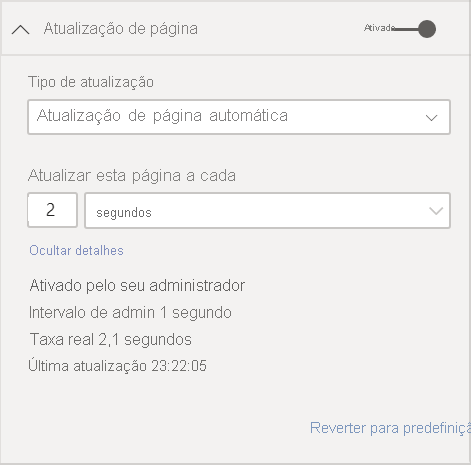 Atualização de página
Ativado
Tipo de atualização
Atualização de página automática
Atualizar esta página a cada
2 segundos
Ocultar detalhes
Ativado pelo seu administrador
Intervalo de admin 1 segundo
Taxa real 2,1 segundos
Última atualização 23:22:05
Reverter para predefiniçã